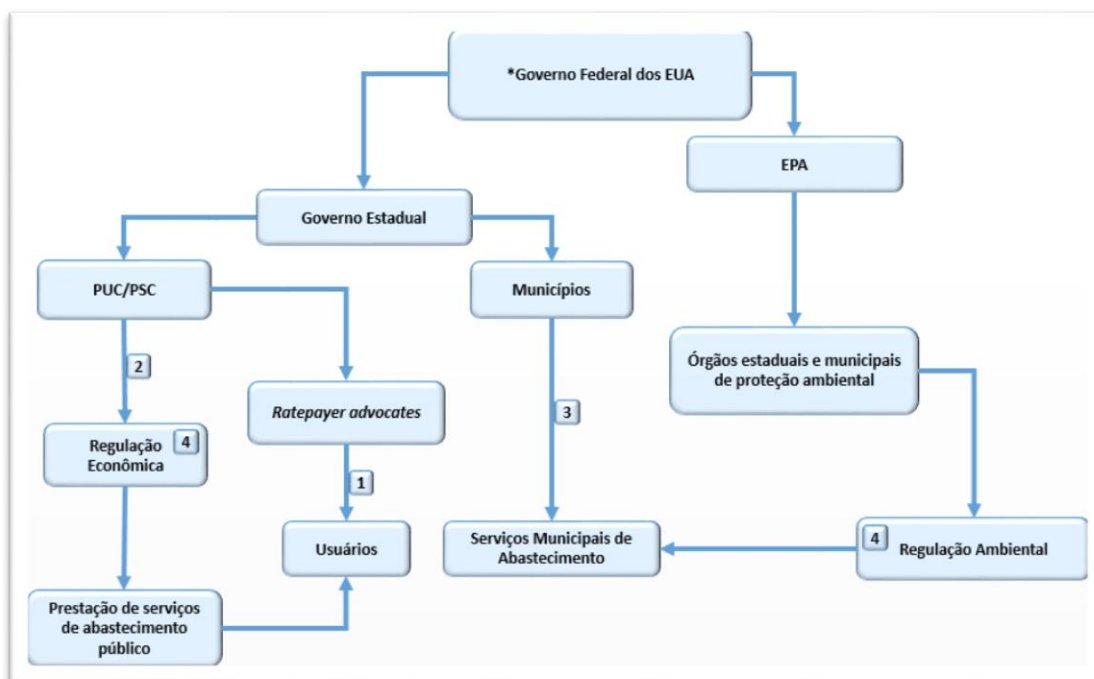 *Governo Federal dos EUA
EPA
Governo Estadual
PUC/PSC
Municípios
Órgãos estaduais e municipais
de proteção ambiental
2
Ratepayer advocates
3
Regulação
Econômica
4
1
Usuários
Serviços Municipais de
Abastecimento
4
Regulação Ambiental
Prestação de serviços
de abastecimento
público